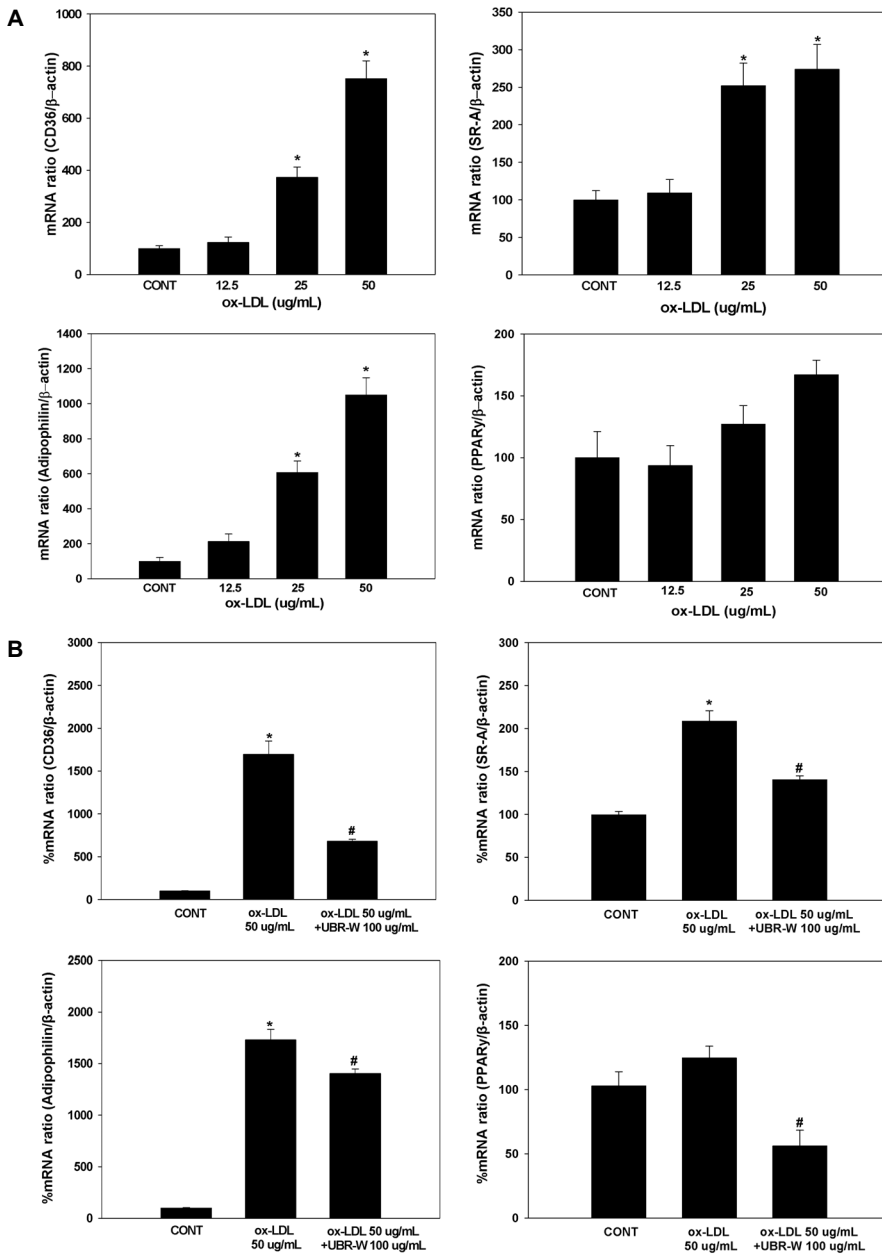 A
mRNA ratio (CD36/β-actin)
1000
800
600
400
200
0
*
*
CONT 12.5 25 50
ox-LDL (ug/mL)
mRNA ratio (SR-A/β-actin)
350
300
250
200
150
100
50
0
*
*
CONT 12.5 25 50
ox-LDL (ug/mL)
mRNA ratio (Adipophilin/β-actin)
1400
1200
1000
800
600
400
200
0
*
*
CONT 12.5 25 50
ox-LDL (ug/mL)
mRNA ratio (PPARγ/β-actin)
200
150
100
50
0
CONT 12.5 25 50
ox-LDL (ug/mL)
B
%mRNA ratio (CD36/β-actin)
3000
2500
2000
1500
1000
500
0
*
#
CONT ox-LDL ox-LDL 50 ug/mL
50 ug/mL +UBR-W 100 ug/mL
%mRNA ratio (SR-A/β-actin)
300
250
200
150
100
50
0
*
#
CONT ox-LDL ox-LDL 50 ug/mL
50 ug/mL +UBR-W 100 ug/mL
%mRNA ratio (Adipophilin/β-actin)
2500
2000
1500
1000
500
0
*
#
CONT ox-LDL ox-LDL 50 ug/mL
50 ug/mL +UBR-W 100 ug/mL
%mRNA ratio (PPARγ/β-actin)
200
150
100
50
0
#
CONT ox-LDL ox-LDL 50 ug/mL
50 ug/mL +UBR-W 100 ug/mL